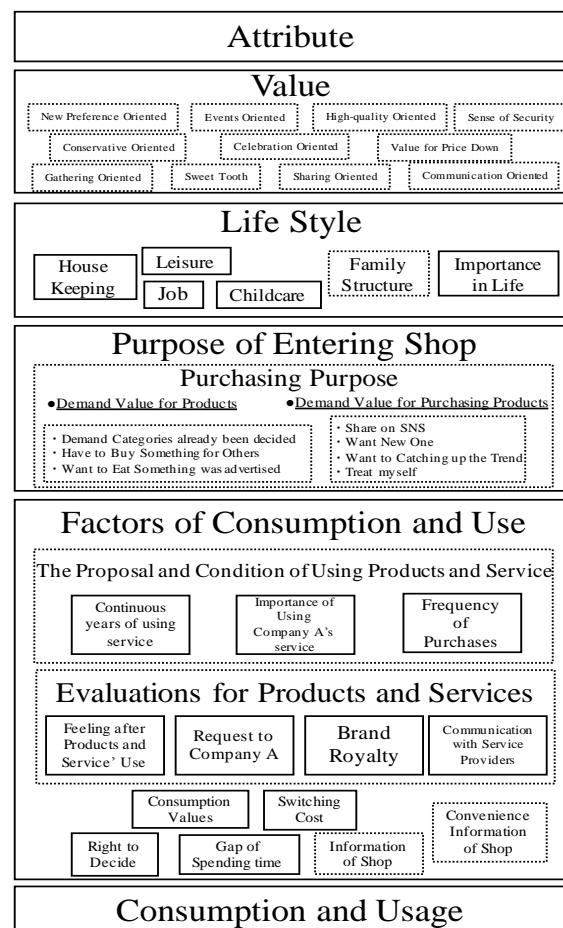 Attribute
Value
New Preference Oriented
Events Oriented
High-quality Oriented
Sense of Security
Conservative Oriented
Celebration Oriented
Value for Price Down
Gathering Oriented
Sweet Tooth
Sharing Oriented
Communication Oriented
Life Style
House
Keeping
Leisure
Job
Childcare
Family
Structure
Importance
in Life
Purpose of Entering Shop
Purchasing Purpose
●Demand Value for Products
●Demand Value for Purchasing Products
・Demand Categories already been decided
・Have to Buy Something for Others
・Want to Eat Something was advertised
・Share on SNS
・Want New One
・Want to Catching up the Trend
・Treat myself
Factors of Consumption and Use
The Proposal and Condition of Using Products and Service
Continuous
years of using
service
Importance of
Using
Company A's
service
Frequency
of
Purchases
Evaluations for Products and Services
Feeling after
Products and
Service’ Use
Request to
Company A
Brand
Royalty
Communication
with Service
Providers
Consumption
Values
Switching
Cost
Convenience
Information
of Shop
Right to
Decide
Gap of
Spending time
Information
of Shop
Consumption and Usage